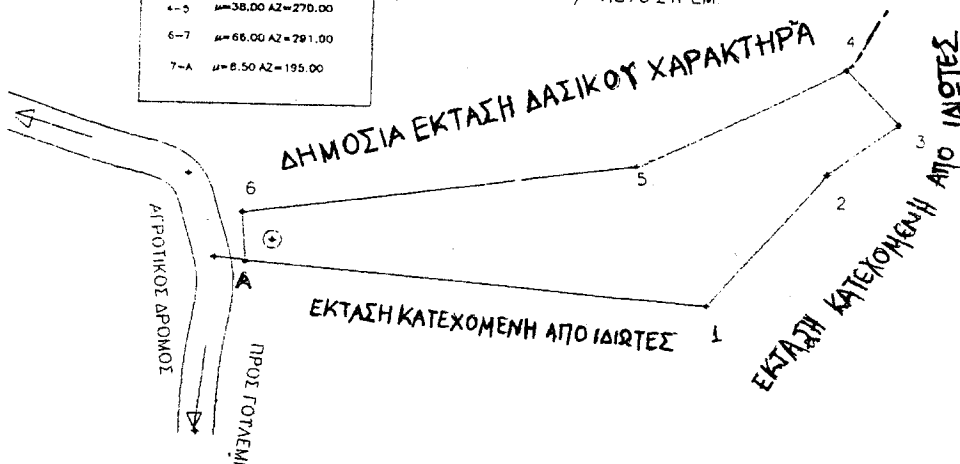 4-5 μ=38.00 AZ=270.00
6-7 μ=66.00 AZ=291.00
7-A μ=8.50 AZ=195.00
ΔΗΜΟΣΙΑ ΕΚΤΑΣΗ ΔΑΣΙΚΟΥ ΧΑΡΑΚΤΗΡΑ
4
3
5
2
6
A
1
ΕΚΤΑΣΗ ΚΑΤΕΧΟΜΕΝΗ ΑΠΟ ΙΔΙΩΤΕΣ
ΕΚΤΑΣΗ ΚΑΤΕΧΟΜΕΝΗ ΑΠΟ ΙΔΙΩΤΕΣ
ΑΓΡΟΤΙΚΟΣ ΔΡΟΜΟΣ
ΠΡΟΣ